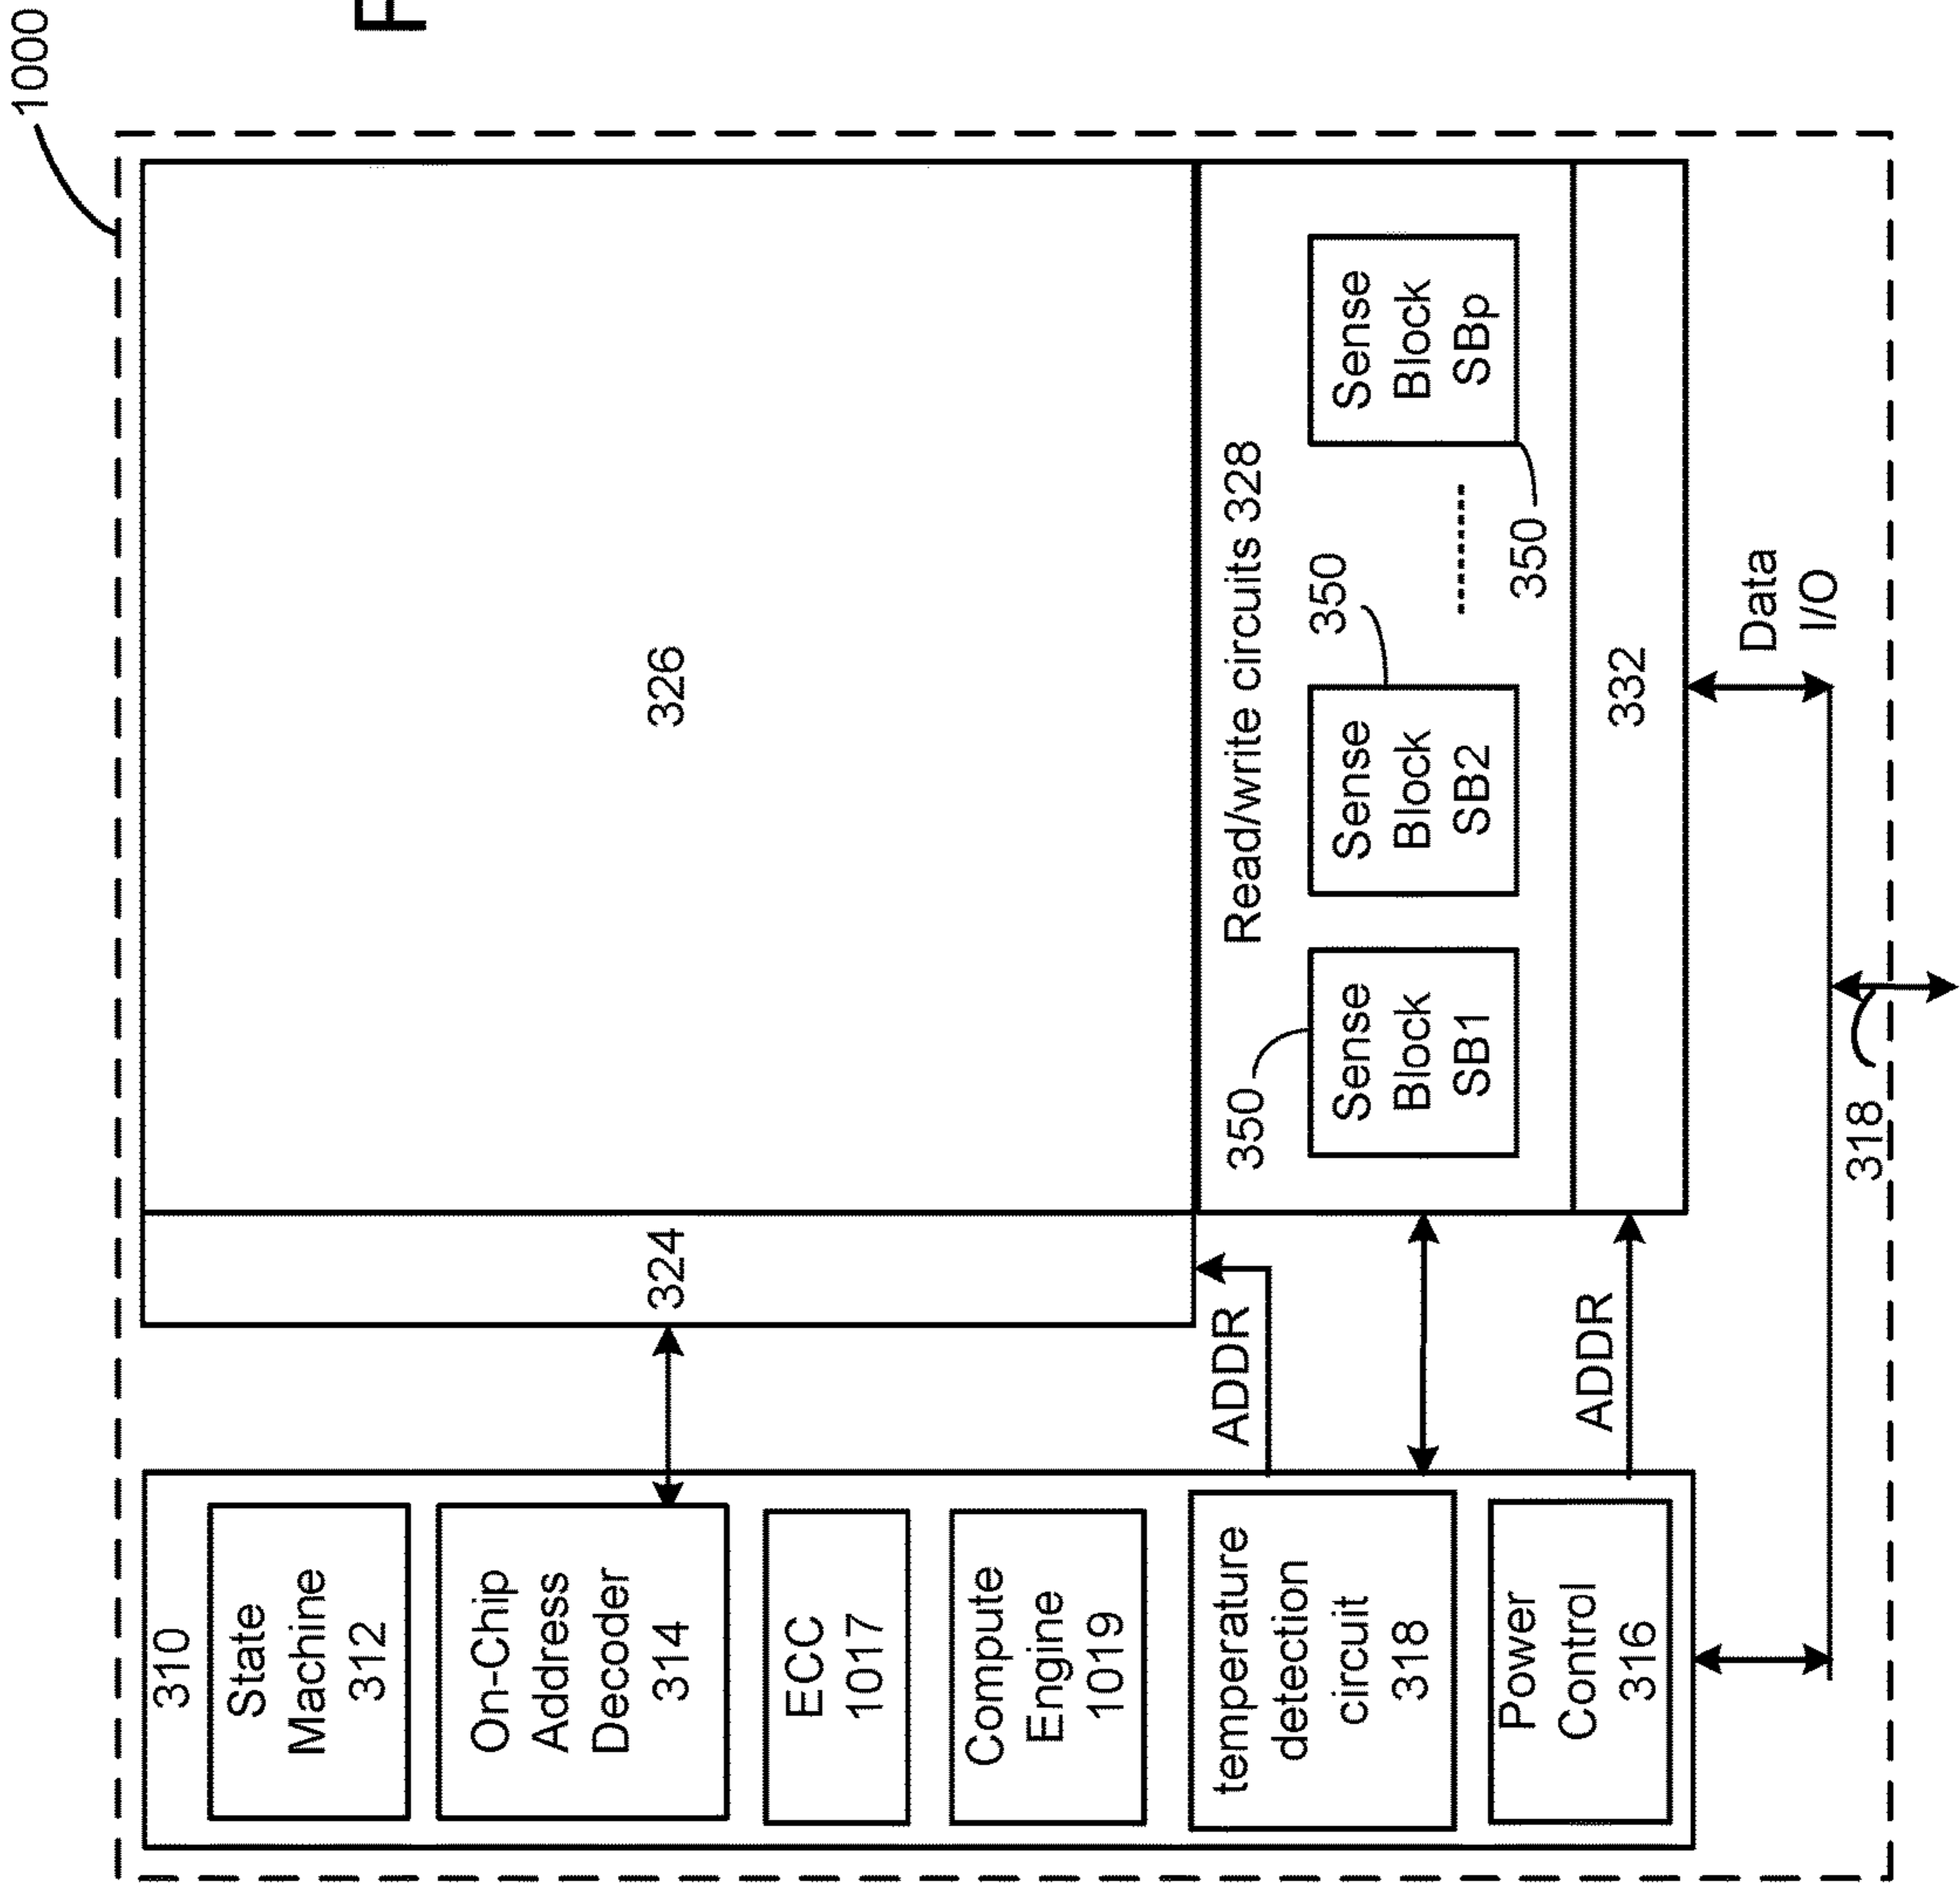 1000
F
310
State
Machine
312
On-Chip
Address
Decoder
314
ECC
1017
Compute
Engine
1019
temperature
detection
circuit
318
Power
Control
316
324
326
ADDR
ADDR
Read/write circuits 328
350
Sense
Block
SB1
350
Sense
Block
SB2
350
Sense
Block
SBp
332
Data
I/O
318